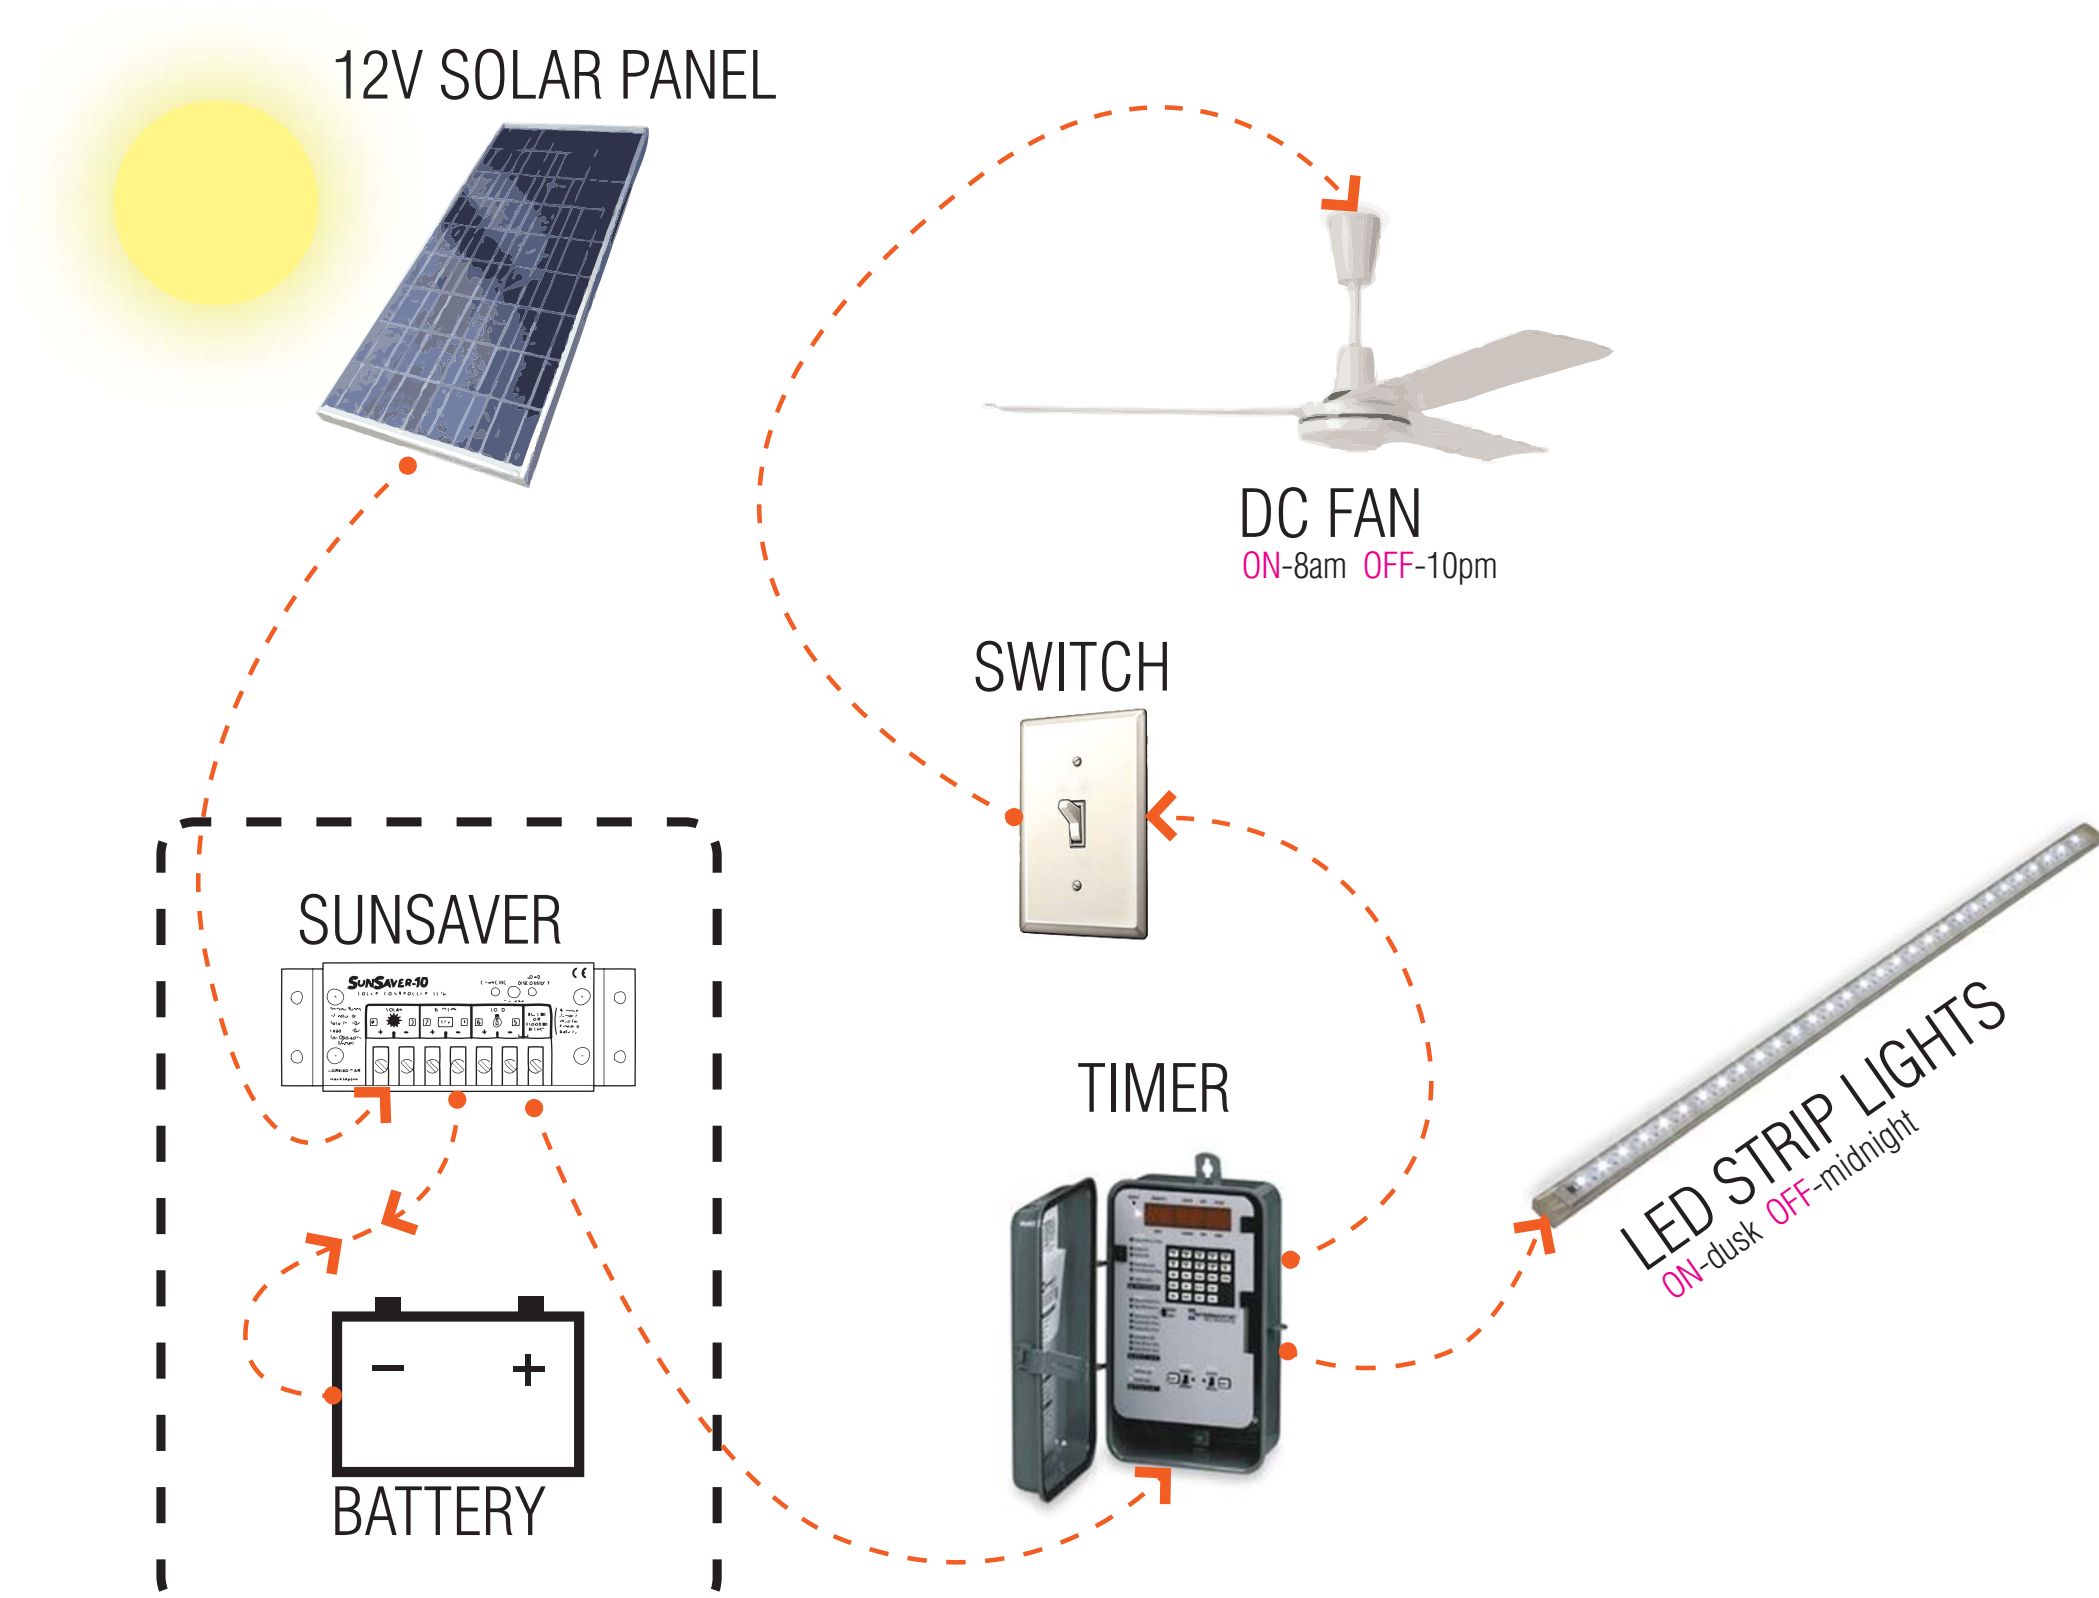 12V SOLAR PANEL
DC FAN
ON-8am OFF-10pm
SWITCH
SUNSAVER
SUNSAVER-10
TIMER
LED STRIP LIGHTS
ON-dusk OFF-midnight
BATTERY